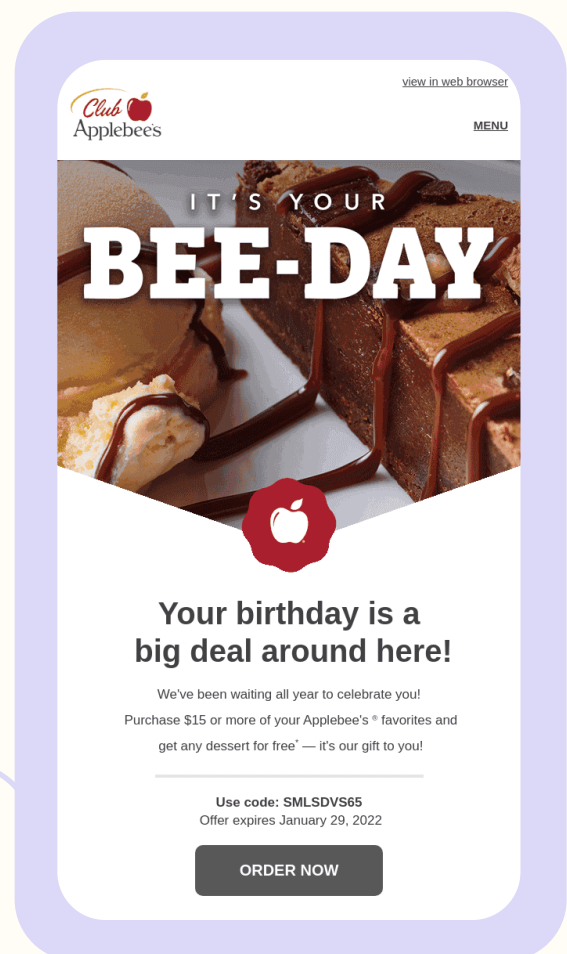 view in web browser
Club
Applebee's
MENU
IT'S YOUR
BEE-DAY
Your birthday is a
big deal around here!
We've been waiting all year to celebrate you!
Purchase $15 or more of your Applebee's ® favorites and
get any dessert for free* — it's our gift to you!
Use code: SMLSDVS65
Offer expires January 29, 2022
ORDER NOW